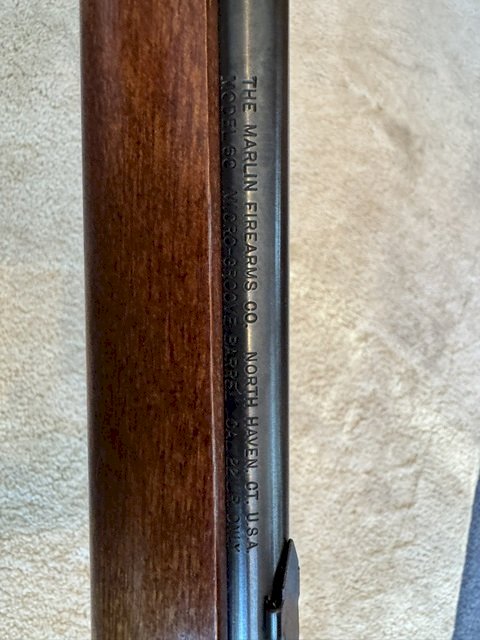 THE MARLIN FIREARMS CO. NORTH HAVEN, CT. U.S.A.
MODEL 60 MICRO-GROOVE BARREL CAL. 22 ONLY